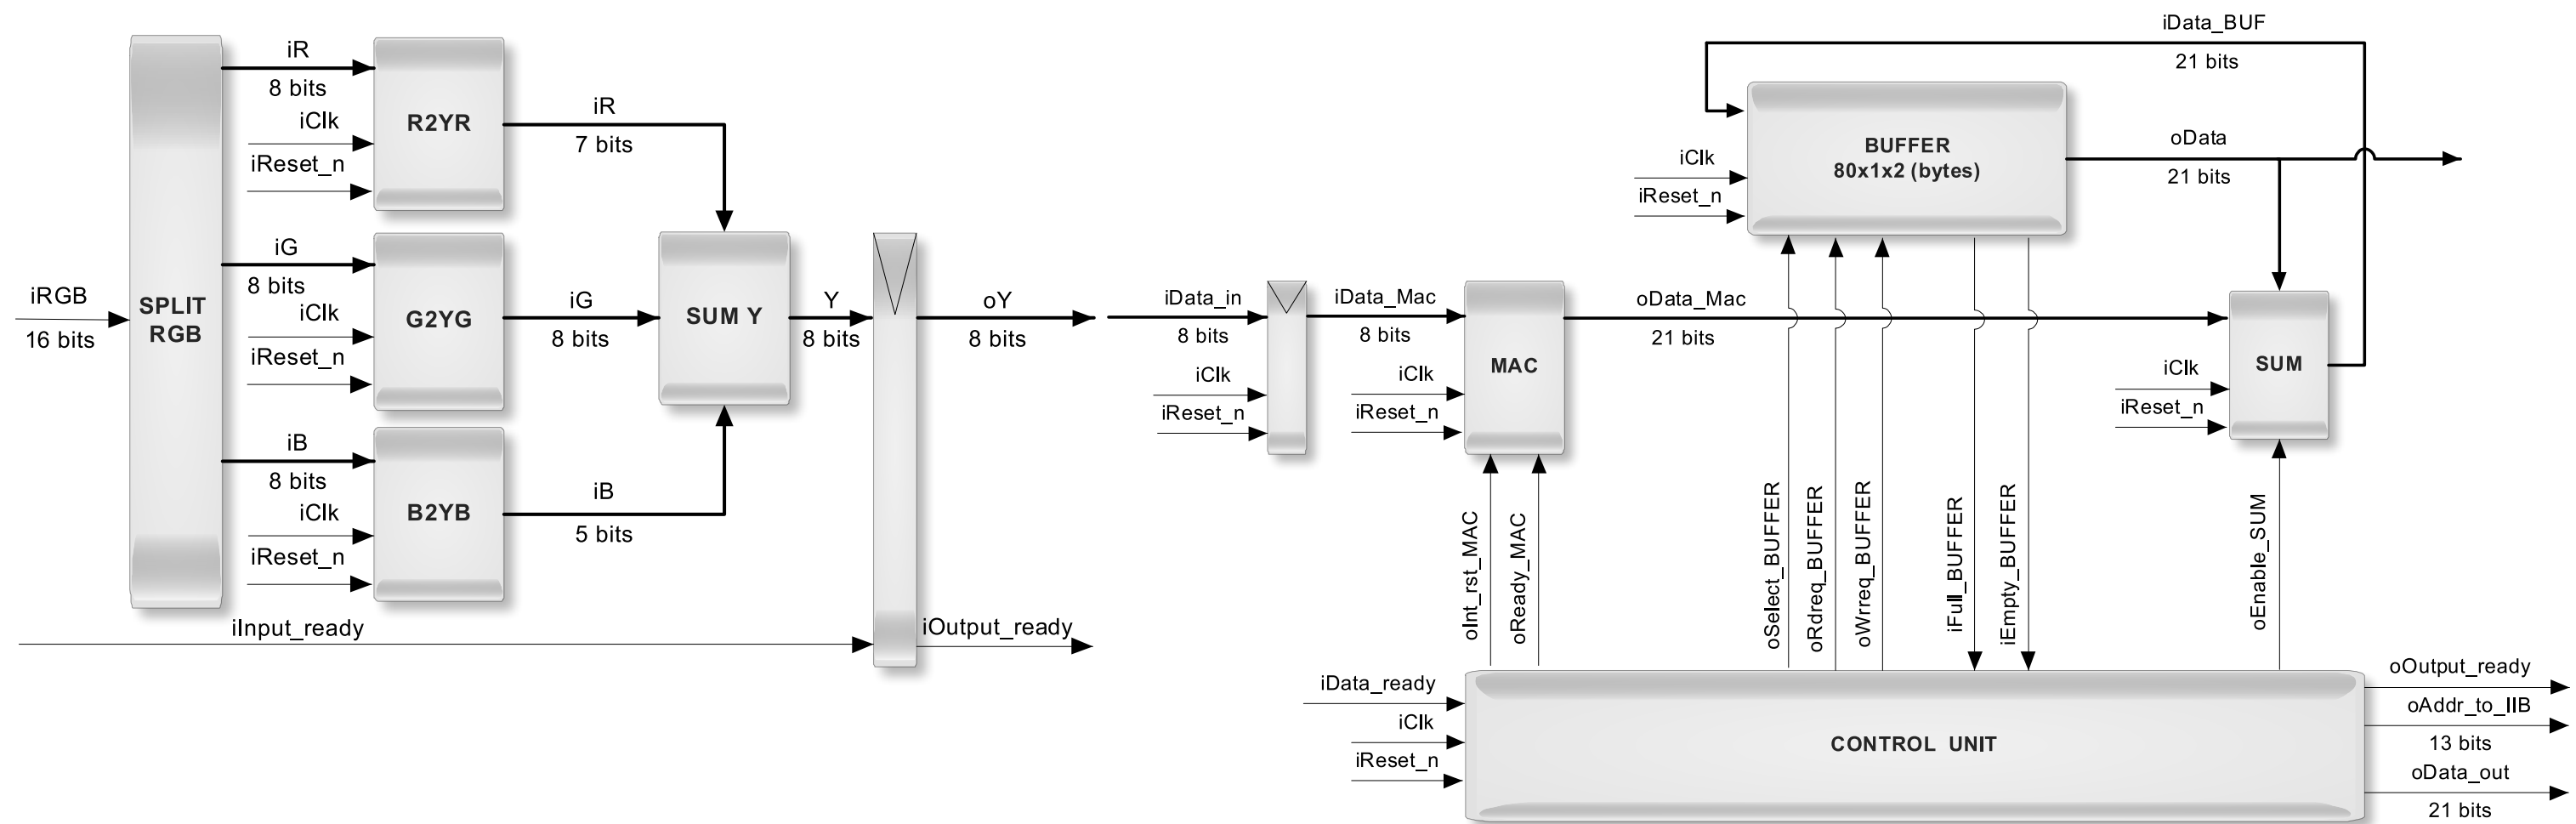 iRGB
16 bits
SPLIT
RGB
iR
8 bits
iClk
iReset_n
R2YR
iR
7 bits
iG
8 bits
iClk
iReset_n
G2YG
iG
8 bits
iB
8 bits
iClk
iReset_n
B2YB
iB
5 bits
SUM Y
Y
8 bits
oY
8 bits
iInput_ready
iOutput_ready
iData_in
8 bits
iClk
iReset_n
iData_Mac
8 bits
iClk
iReset_n
MAC
oData_Mac
21 bits
iData_BUF
21 bits
iClk
iReset_n
BUFFER
80x1x2 (bytes)
oData
21 bits
iClk
iReset_n
SUM
oInt_rst_MAC
oReady_MAC
oSelect_BUFFER
oRdreq_BUFFER
oWrreq_BUFFER
iFull_BUFFER
iEmpty_BUFFER
oEnable_SUM
iData_ready
iClk
iReset_n
CONTROL UNIT
oOutput_ready
oAddr_to_IIB
13 bits
oData_out
21 bits